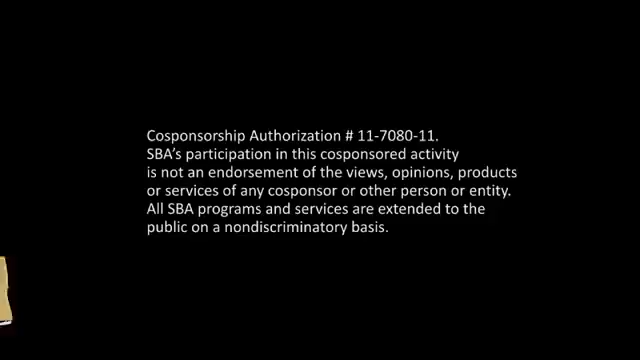 Cosponsorship Authorization # 11-7080-11.
SBA's participation in this cosponsored activity
is not an endorsement of the views, opinions, products
or services of any cosponsor or other person or entity.
All SBA programs and services are extended to the
public on a nondiscriminatory basis.